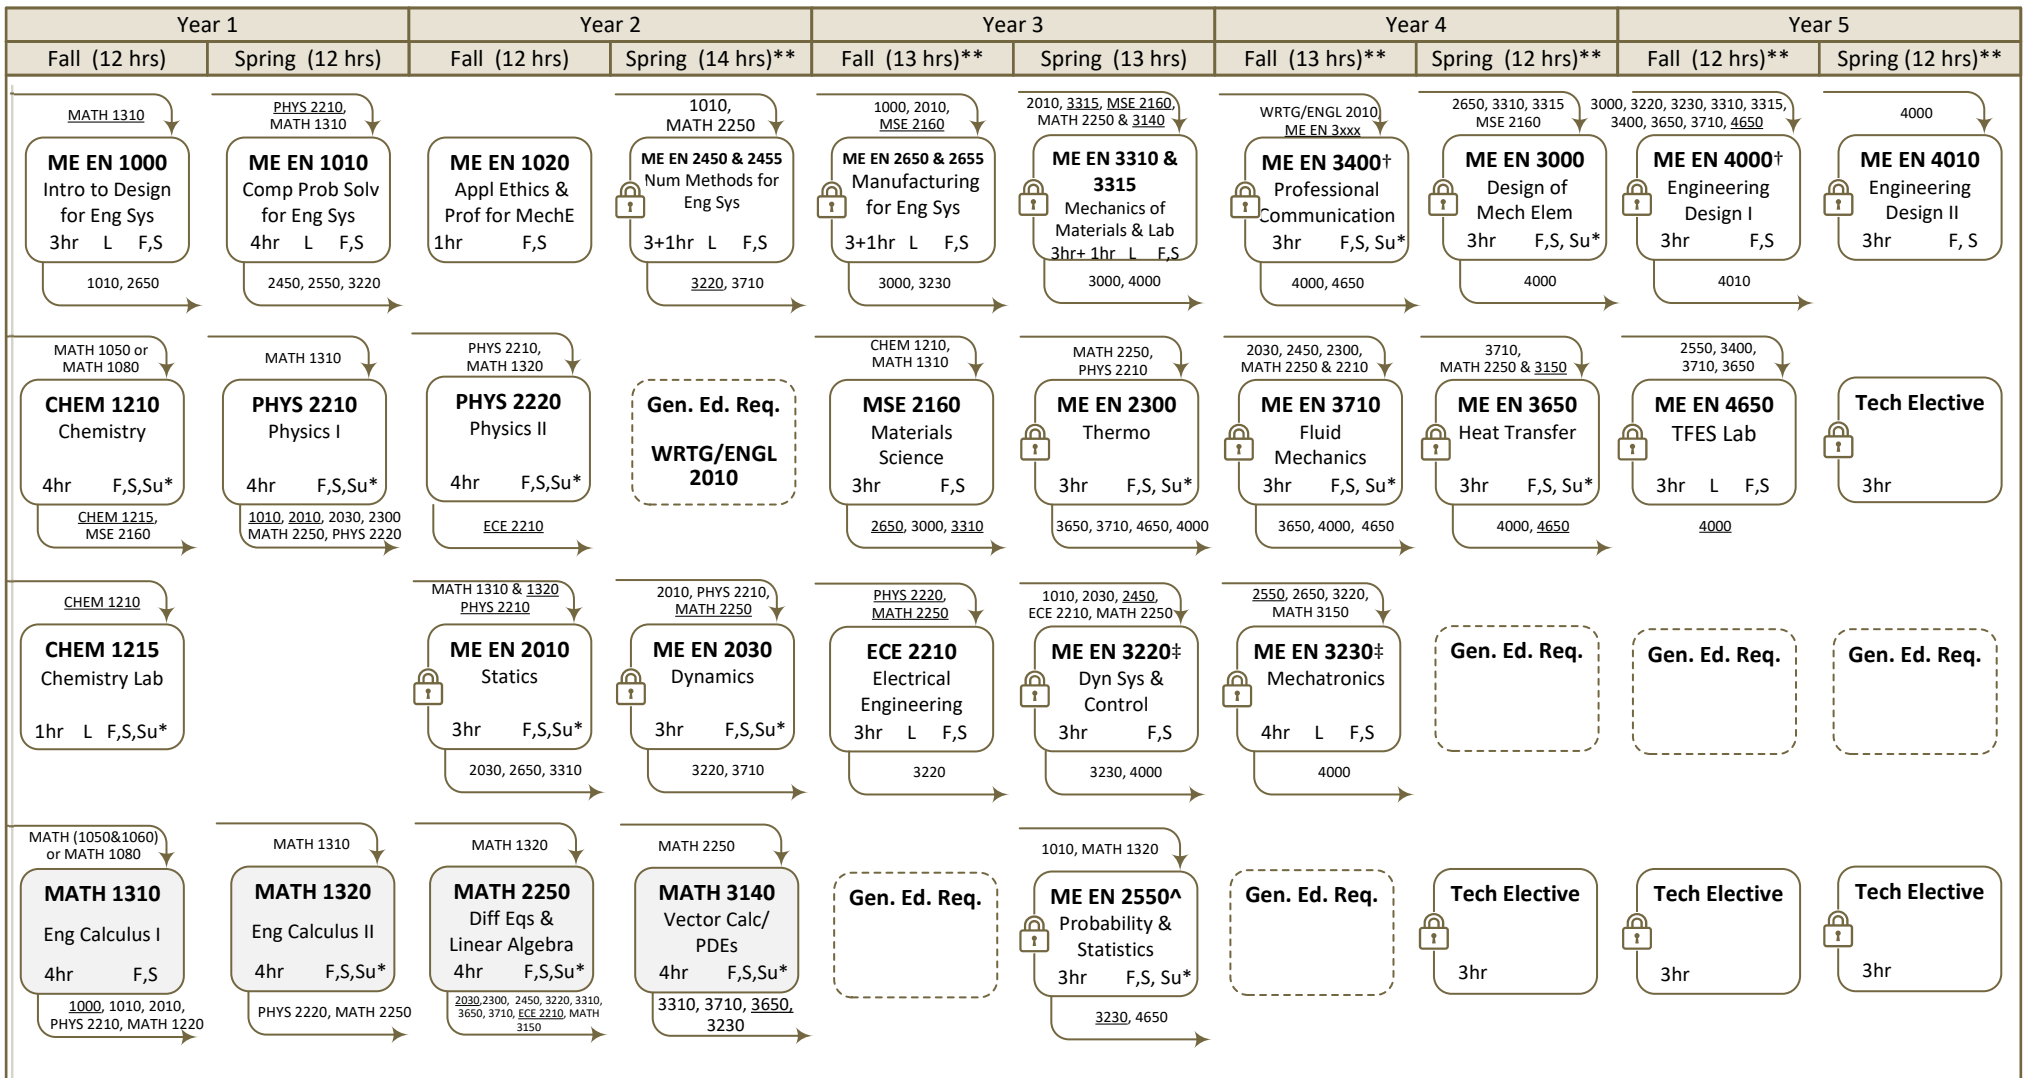 Year 1
Year 2
Year 3
Year 4
Year 5
Fall (12 hrs)
Spring (12 hrs)
Fall (12 hrs)
Spring (14 hrs)**
Fall (13 hrs)**
Spring (13 hrs)
Fall (13 hrs)**
Spring (12 hrs)**
Fall (12 hrs)**
Spring (12 hrs)**
MATH 1310
ME EN 1000
Intro to Design
for Eng Sys
3hr L F,S
1010, 2650
PHYS 2210,
MATH 1310
ME EN 1010
Comp Prob Solv
for Eng Sys
4hr L F,S
2450, 2550, 3220
ME EN 1020
Appl Ethics &
Prof for MechE
1hr F,S
1010,
MATH 2250
ME EN 2450 & 2455
Num Methods for
Eng Sys
3+1hr L F,S
3220, 3710
1000, 2010,
MSE 2160
ME EN 2650 & 2655
Manufacturing
for Eng Sys
3+1hr L F,S
3000, 3230
2010, 3315, MSE 2160,
MATH 2250 & 3140
ME EN 3310 &
3315
Mechanics of
Materials & Lab
3hr+ 1hr L F,S
3000, 4000
WRTG/ENGL 2010,
ME EN 3xxx
ME EN 3400†
Professional
Communication
3hr F,S, Su*
4000, 4650
2650, 3310, 3315
MSE 2160
ME EN 3000
Design of
Mech Elem
3hr F,S, Su*
4000
3000, 3220, 3230, 3310, 3315,
3400, 3650, 3710, 4650
ME EN 4000†
Engineering
Design I
3hr F,S
4010
4000
ME EN 4010
Engineering
Design II
3hr F, S
MATH 1050 or
MATH 1080
CHEM 1210
Chemistry
4hr F,S,Su*
CHEM 1215,
MSE 2160
MATH 1310
PHYS 2210
Physics I
4hr F,S,Su*
1010, 2010, 2030, 2300
MATH 2250, PHYS 2220
PHYS 2210,
MATH 1320
PHYS 2220
Physics II
4hr F,S,Su*
ECE 2210
Gen. Ed. Req.
WRTG/ENGL
2010
CHEM 1210,
MATH 1310
MSE 2160
Materials
Science
3hr F,S
2650, 3000, 3310
MATH 2250,
PHYS 2210
ME EN 2300
Thermo
3hr F,S, Su*
3650, 3710, 4650, 4000
2030, 2450, 2300,
MATH 2250 & 2210
ME EN 3710
Fluid
Mechanics
3hr F,S, Su*
3650, 4000, 4650
3710,
MATH 2250 & 3150
ME EN 3650
Heat Transfer
3hr F,S, Su*
4000, 4650
2550, 3400,
3710, 3650
ME EN 4650
TFES Lab
3hr L F,S
4000
Tech Elective
3hr
CHEM 1210
CHEM 1215
Chemistry Lab
1hr L F,S,Su*
MATH 1310 & 1320
PHYS 2210
ME EN 2010
Statics
3hr F,S,Su*
2030, 2650, 3310
2010, PHYS 2210,
MATH 2250
ME EN 2030
Dynamics
3hr F,S,Su*
3220, 3710
PHYS 2220,
MATH 2250
ECE 2210
Electrical
Engineering
3hr L F,S
3220
1010, 2030, 2450,
ECE 2210, MATH 2250
ME EN 3220‡
Dyn Sys &
Control
3hr F,S
3230, 4000
2550, 2650, 3220,
MATH 3150
ME EN 3230‡
Mechatronics
4hr L F,S
4000
Gen. Ed. Req.
Gen. Ed. Req.
Gen. Ed. Req.
MATH (1050&1060)
or MATH 1080
MATH 1310
Eng Calculus I
4hr F,S
1000, 1010, 2010,
PHYS 2210, MATH 1220
MATH 1310
MATH 1320
Eng Calculus II
4hr F,S,Su*
PHYS 2220, MATH 2250
MATH 1320
MATH 2250
Diff Eqs &
Linear Algebra
4hr F,S,Su*
2030,2300, 2450, 3220, 3310,
3650, 3710, ECE 2210, MATH
3150
MATH 2250
MATH 3140
Vector Calc/
PDEs
4hr F,S,Su*
3310, 3710, 3650,
3230
Gen. Ed. Req.
1010, MATH 1320
ME EN 2550^
Probability &
Statistics
3hr F,S, Su*
3230, 4650
Gen. Ed. Req.
Tech Elective
3hr
Tech Elective
3hr
Tech Elective
3hr